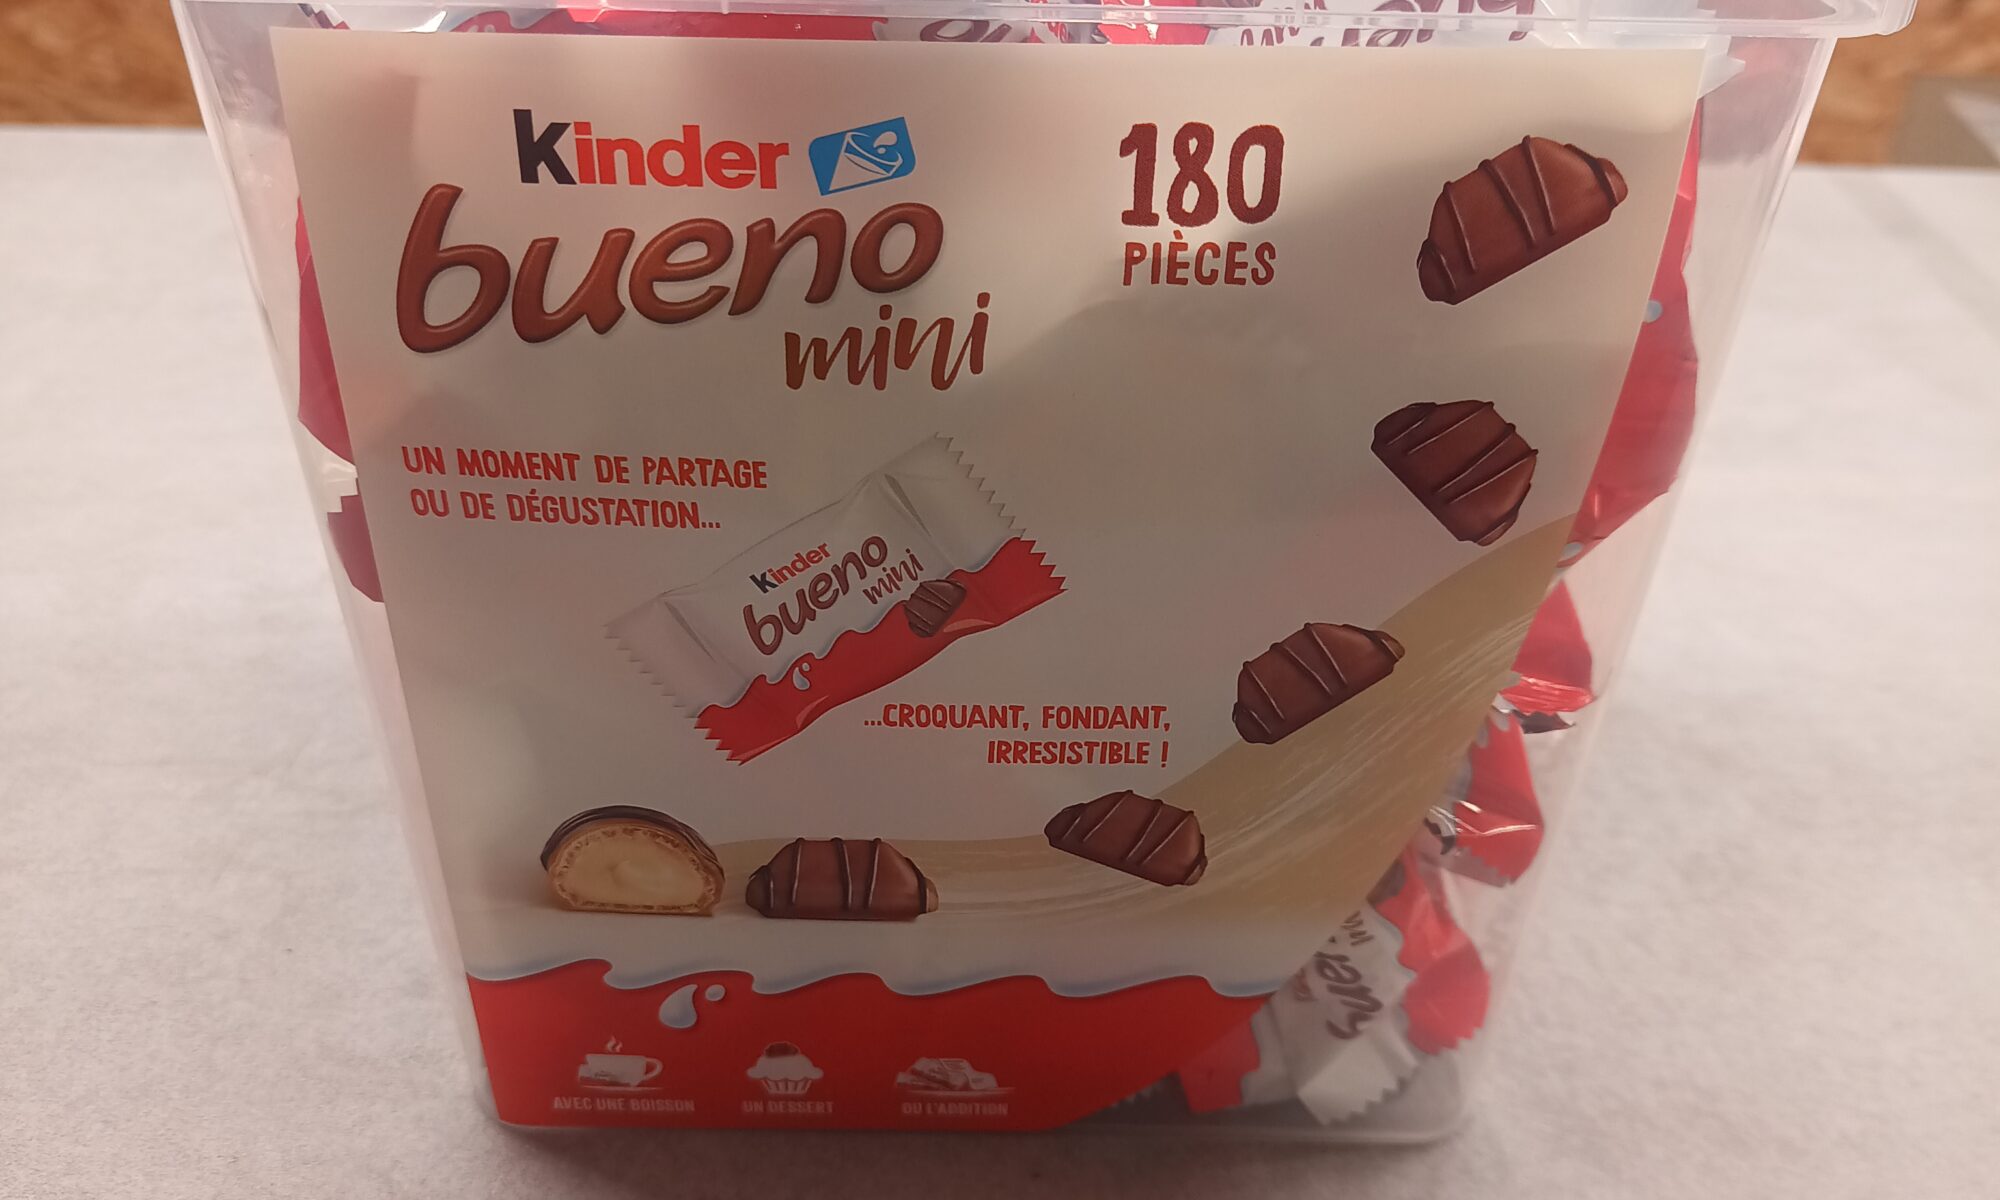 Kinder
bueno
mini
180
PIÈCES
UN MOMENT DE PARTAGE
OU DE DÉGUSTATION...
Kinder
bueno
mini
...CROQUANT, FONDANT,
IRRESISTIBLE !
AVEC UNE BOISSON
UN DESSERT
OU L'ADDITION